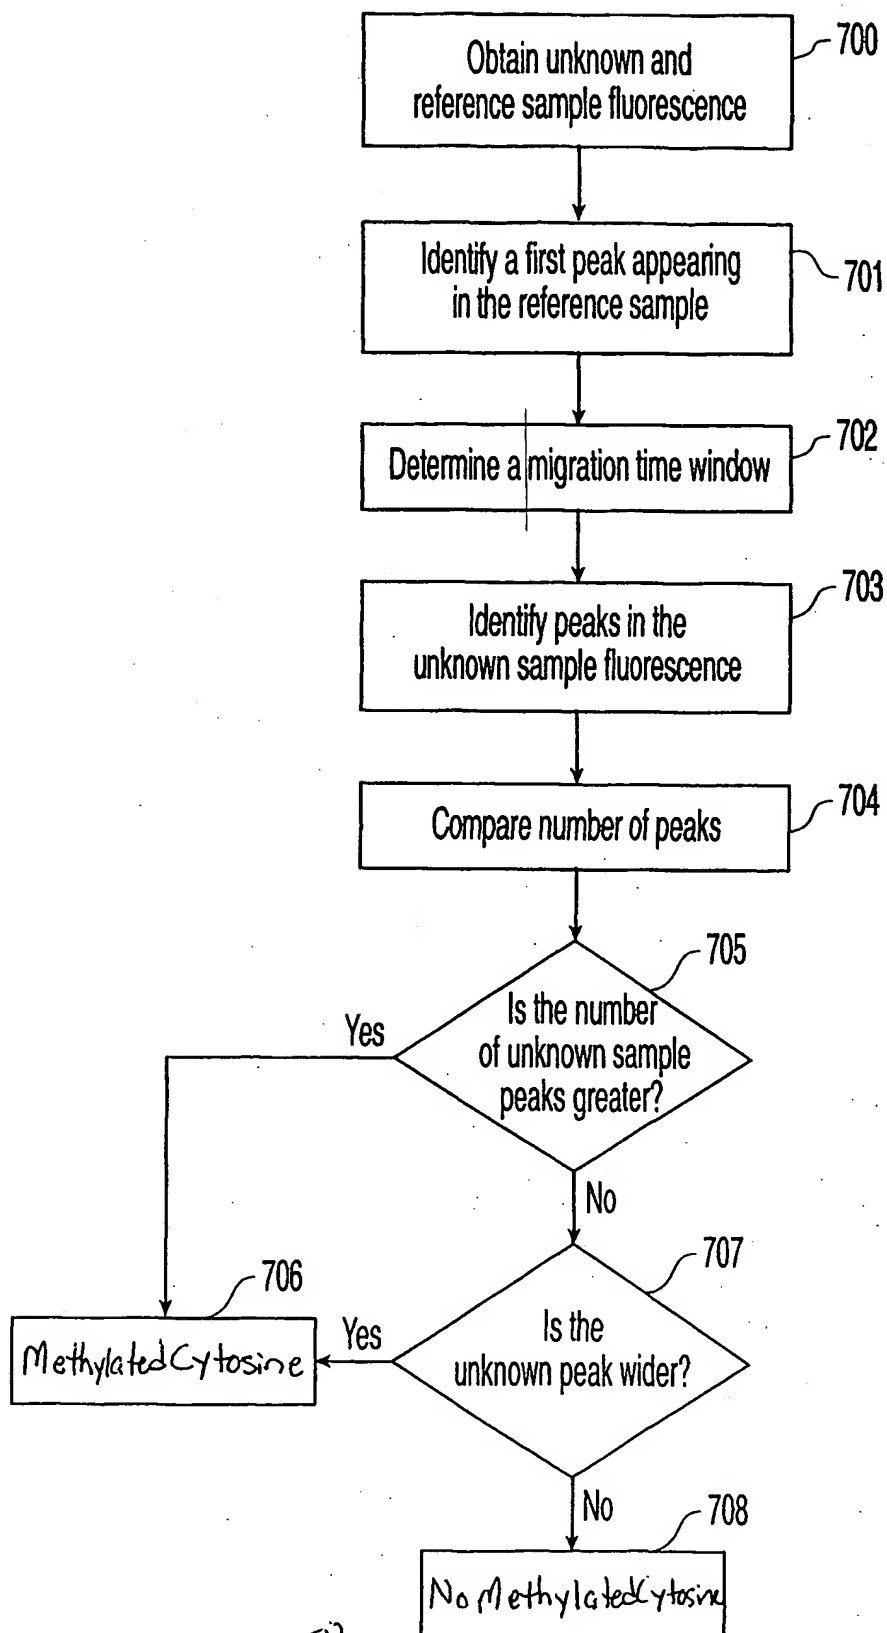 700
Obtain unknown and
reference sample fluorescence
701
Identify a first peak appearing
in the reference sample
702
Determine a migration time window
703
Identify peaks in the
unknown sample fluorescence
704
Compare number of peaks
705
Is the number
of unknown sample
peaks greater?
Yes
No
706
Methylated Cytosine
707
Is the
unknown peak wider?
Yes
No
708
No Methylated Cytosine